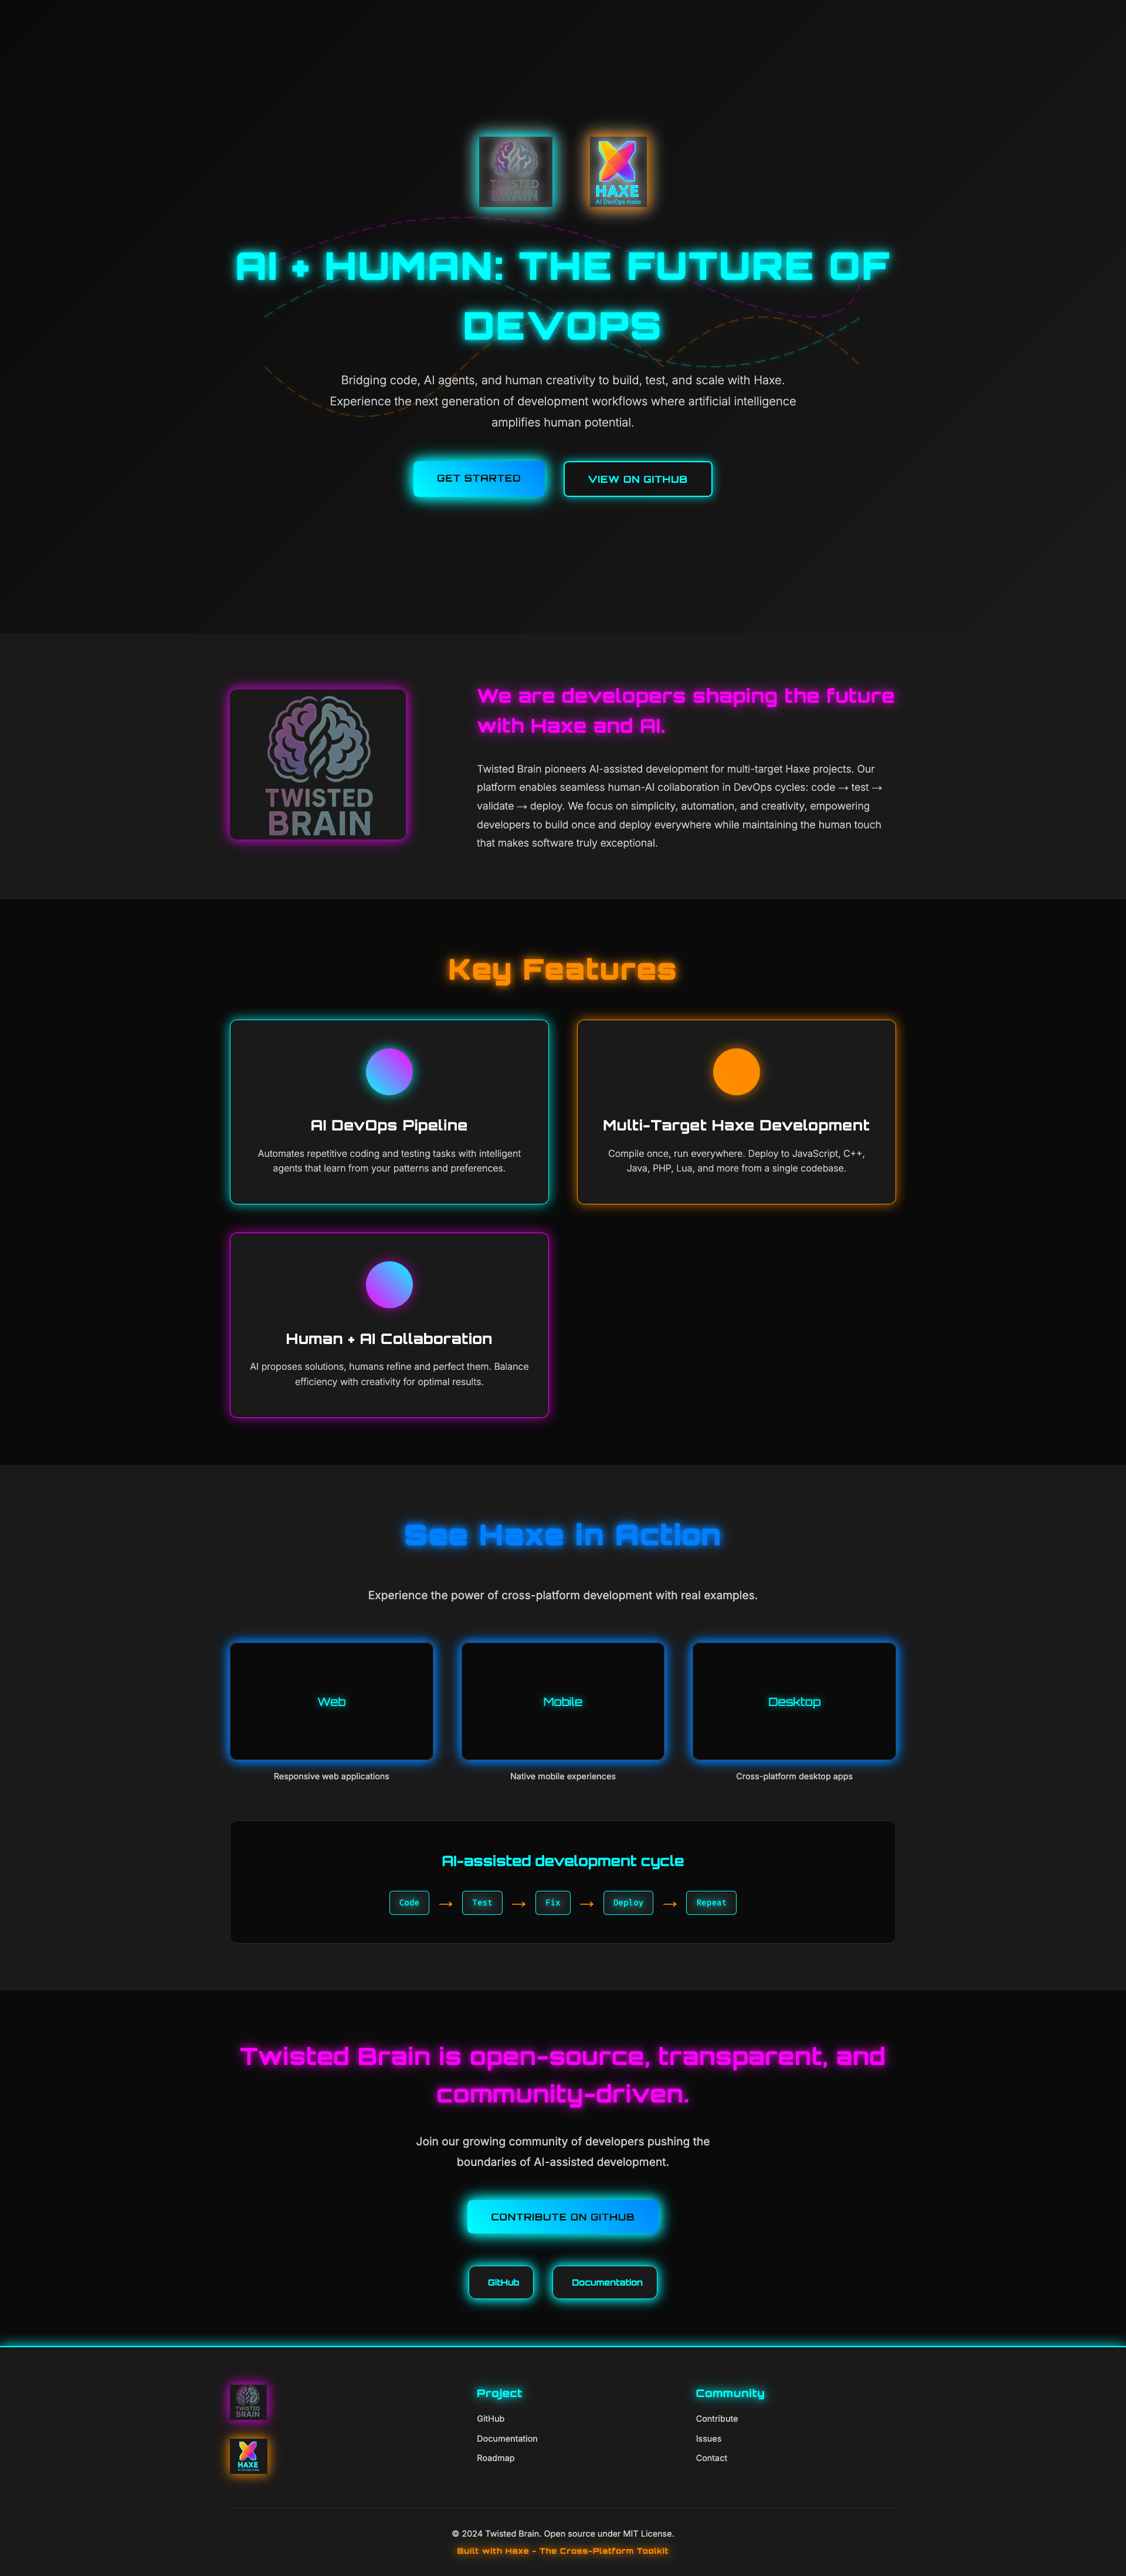 TWISTED
BRAIN
HAXE
AI DevOps made
AI + HUMAN: THE FUTURE OF
DEVOPS
Bridging code, AI agents, and human creativity to build, test, and scale with Haxe.
Experience the next generation of development workflows where artificial intelligence
amplifies human potential.
GET STARTED
VIEW ON GITHUB
TWISTED
BRAIN
We are developers shaping the future
with Haxe and AI.
Twisted Brain pioneers AI-assisted development for multi-target Haxe projects. Our
platform enables seamless human-AI collaboration in DevOps cycles: code → test →
validate → deploy. We focus on simplicity, automation, and creativity, empowering
developers to build once and deploy everywhere while maintaining the human touch
that makes software truly exceptional.
Key Features
AI DevOps Pipeline
Automates repetitive coding and testing tasks with intelligent
agents that learn from your patterns and preferences.
Multi-Target Haxe Development
Compile once, run everywhere. Deploy to JavaScript, C++,
Java, PHP, Lua, and more from a single codebase.
Human + AI Collaboration
AI proposes solutions, humans refine and perfect them. Balance
efficiency with creativity for optimal results.
See Haxe in Action
Experience the power of cross-platform development with real examples.
Web
Mobile
Desktop
Responsive web applications
Native mobile experiences
Cross-platform desktop apps
AI-assisted development cycle
Code → Test → Fix → Deploy → Repeat
Twisted Brain is open-source, transparent, and
community-driven.
Join our growing community of developers pushing the
boundaries of AI-assisted development.
CONTRIBUTE ON GITHUB
GitHub
Documentation
TWISTED
BRAIN
HAXE
Project
GitHub
Documentation
Roadmap
Community
Contribute
Issues
Contact
© 2024 Twisted Brain. Open source under MIT License.
Built with Haxe - The Cross-Platform Toolkit